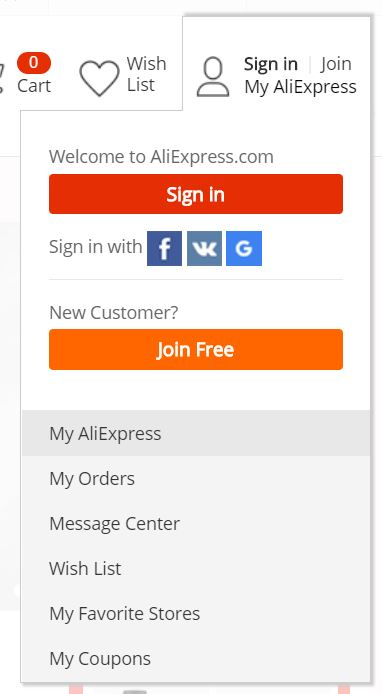 0
Cart
Wish
List
Sign in | Join
My AliExpress
Welcome to AliExpress.com
Sign in
Sign in with f VK G
New Customer?
Join Free
My AliExpress
My Orders
Message Center
Wish List
My Favorite Stores
My Coupons